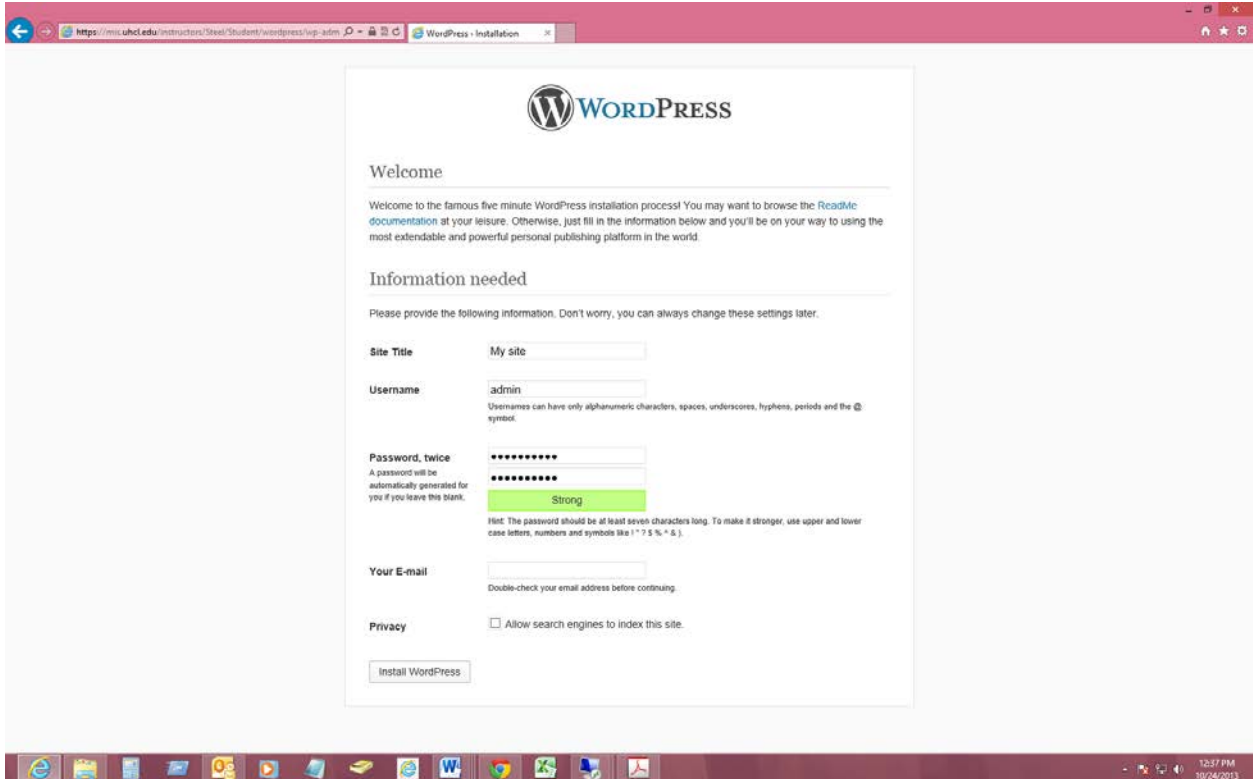 https://mis.uhcl.edu/instructors/Steel/Student/wordpress/wp-adm
WordPress › Installation
WORDPRESS
Welcome
Welcome to the famous five minute WordPress installation process! You may want to browse the ReadMe
documentation at your leisure. Otherwise, just fill in the information below and you'll be on your way to using the
most extendable and powerful personal publishing platform in the world.
Information needed
Please provide the following information. Don't worry, you can always change these settings later.
Site Title
My site
Username
admin
Usernames can have only alphanumeric characters, spaces, underscores, hyphens, periods and the @
symbol.
Password, twice
A password will be
automatically generated for
you if you leave this blank.
●●●●●●●●●●
●●●●●●●●●●
Strong
Hint: The password should be at least seven characters long. To make it stronger, use upper and lower
case letters, numbers and symbols like ! " ? $ % ^ & ).
Your E-mail
Double-check your email address before continuing.
Privacy
Allow search engines to index this site.
Install WordPress
12:37 PM
10/24/2013